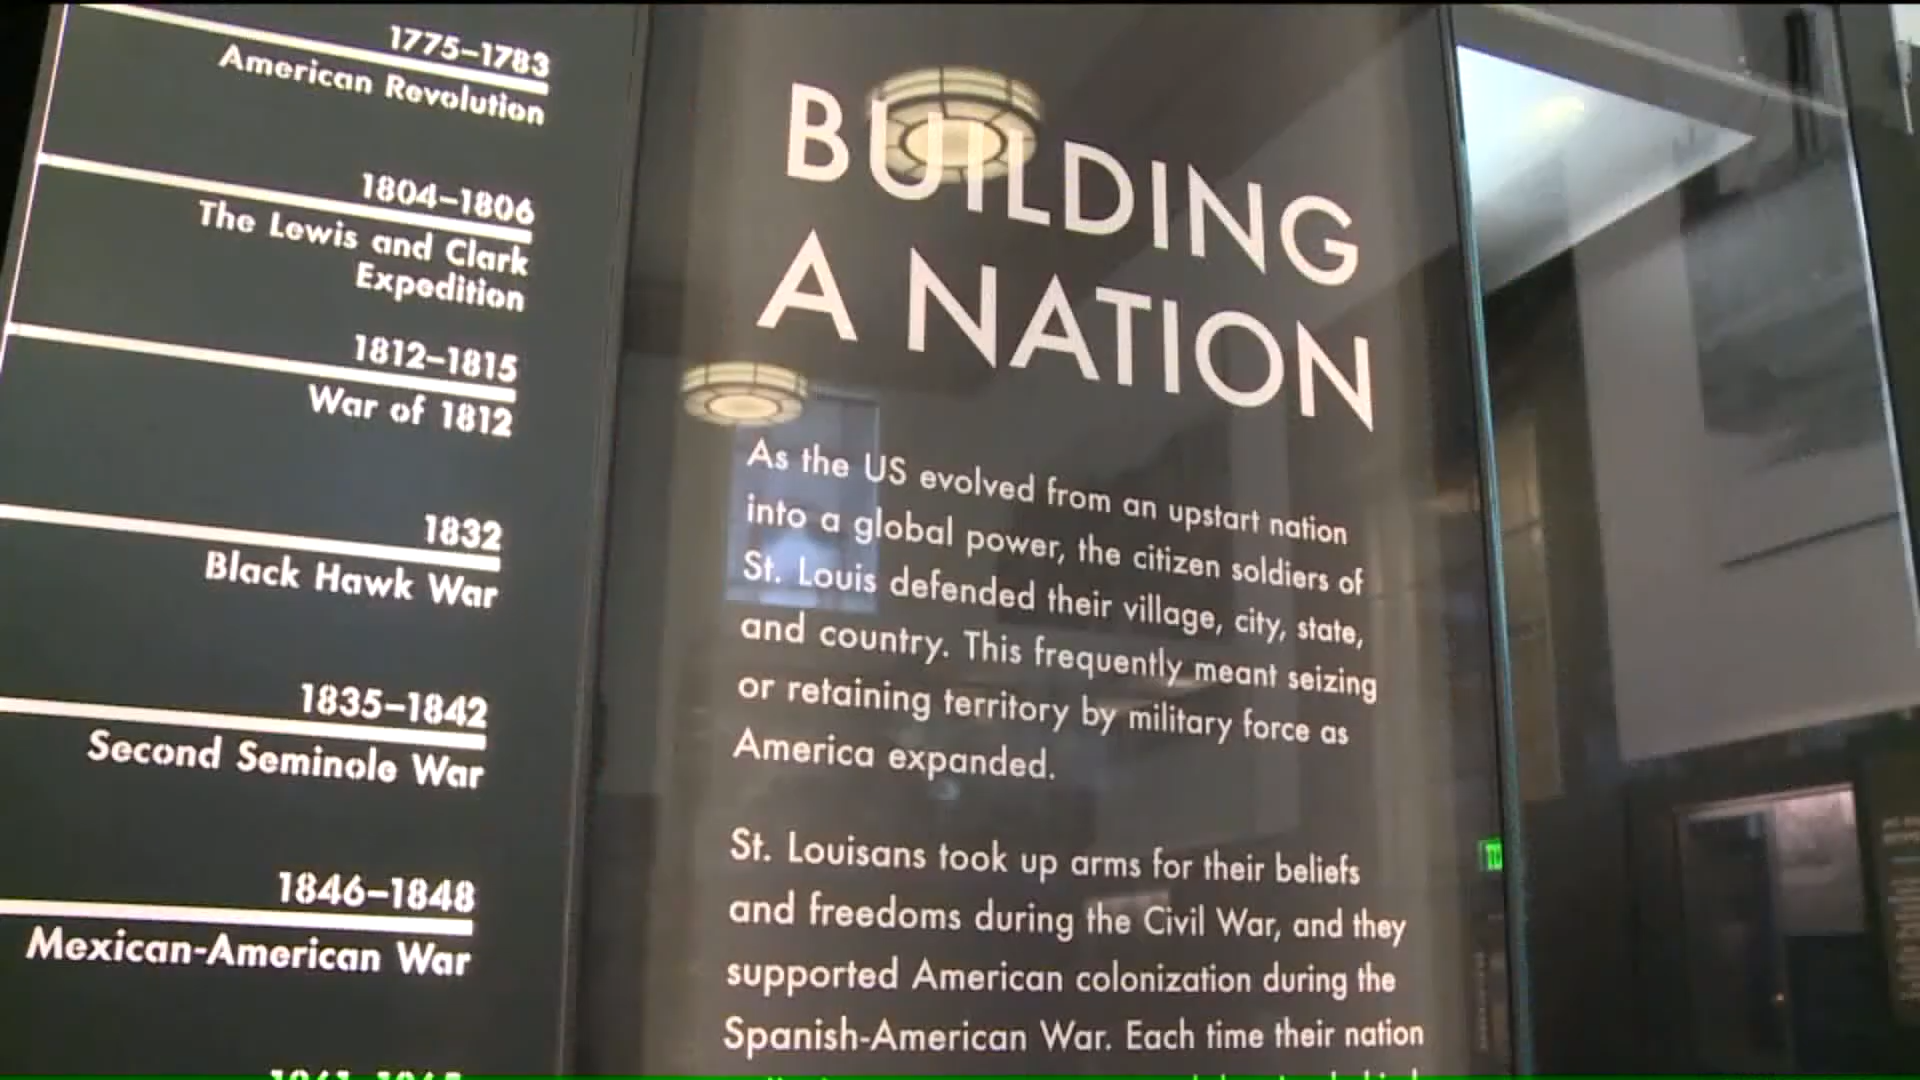 1775–1783
American Revolution
1804–1806
The Lewis and Clark
Expedition
1812–1815
War of 1812
1832
Black Hawk War
1835–1842
Second Seminole War
1846–1848
Mexican-American War
BUILDING
A NATION
As the US evolved from an upstart nation
into a global power, the citizen soldiers of
St. Louis defended their village, city, state,
and country. This frequently meant seizing
or retaining territory by military force as
America expanded.
St. Louisans took up arms for their beliefs
and freedoms during the Civil War, and they
supported American colonization during the
Spanish-American War. Each time their nation